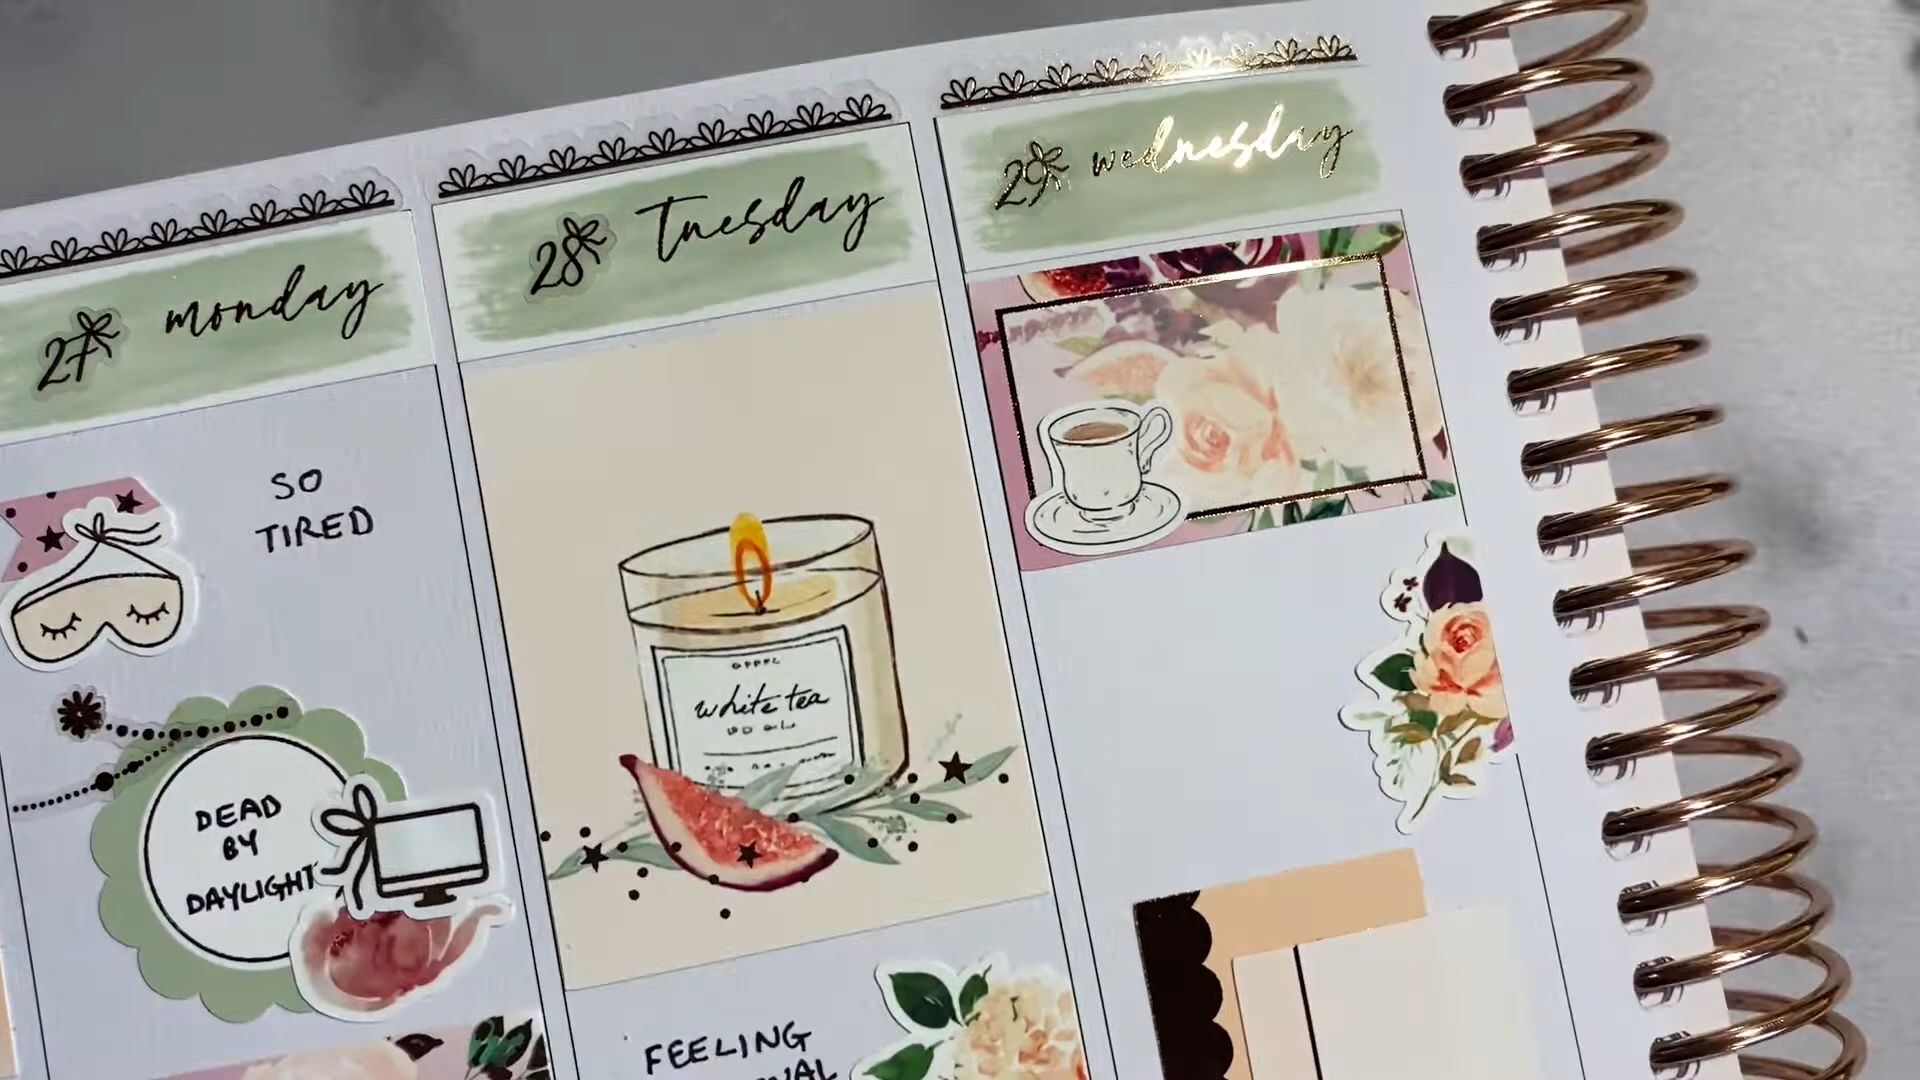 27 monday
28 Tuesday
29 wednesday
SO
TIRED
DEAD
BY
DAYLIGHT
white tea
FEELING